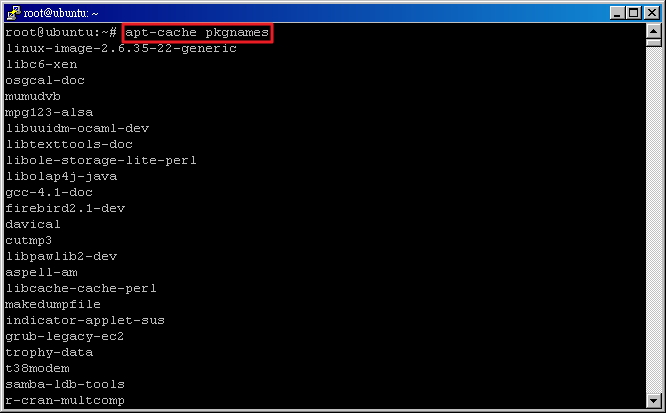 root@ubuntu: ~
root@ubuntu:~# apt-cache pkgnames
linux-image-2.6.35-22-generic
libc6-xen
osgcal-doc
mumudvb
mpg123-alsa
libuuidm-ocaml-dev
libtexttools-doc
libole-storage-lite-perl
libolap4j-java
gcc-4.1-doc
firebird2.1-dev
davical
cutmp3
libpawlib2-dev
aspell-am
libcache-cache-perl
makedumpfile
indicator-applet-sus
grub-legacy-ec2
trophy-data
t38modem
samba-ldb-tools
r-cran-multcomp